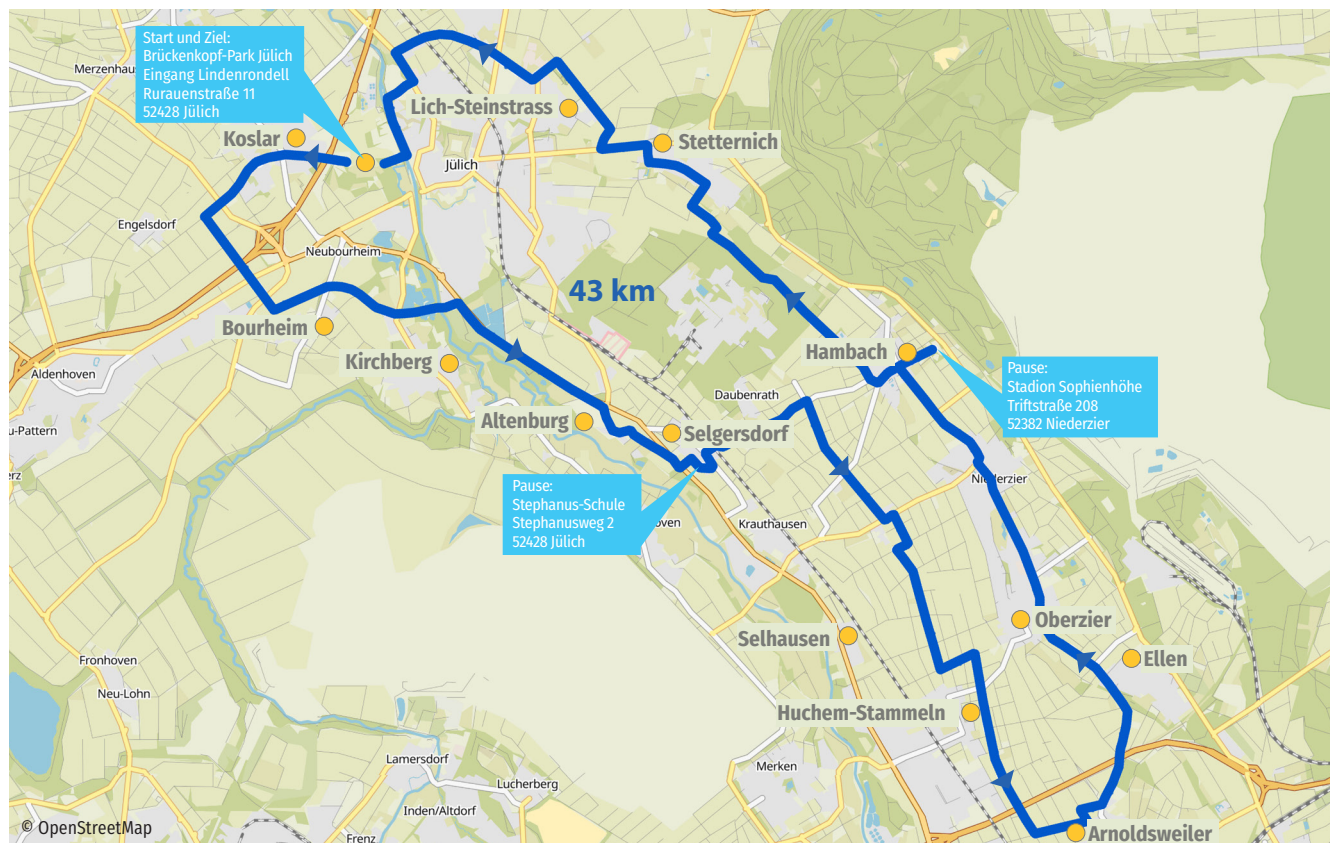 Start und Ziel:
Brückenkopf-Park Jülich
Eingang Lindenrondell
Rurauenstraße 11
52428 Jülich
Lich-Steinstrass
Koslar
Stetternich
Jülich
Engelsdorf
Neubourheim
43 km
Bourheim
Hambach
Kirchberg
Pause:
Stadion Sophienhöhe
Triftstraße 208
52382 Niederzier
Aldenhoven
Daubenrath
Altenburg
Selgersdorf
Pause:
Stephanus-Schule
Stephanusweg 2
52428 Jülich
Krauthausen
Oberzier
Selhausen
Ellen
Fronhoven
Neu-Lohn
Huchem-Stammeln
Lamersdorf
Merken
Lucherberg
Inden/Altdorf
© OpenStreetMap
Arnoldsweiler
Frenz